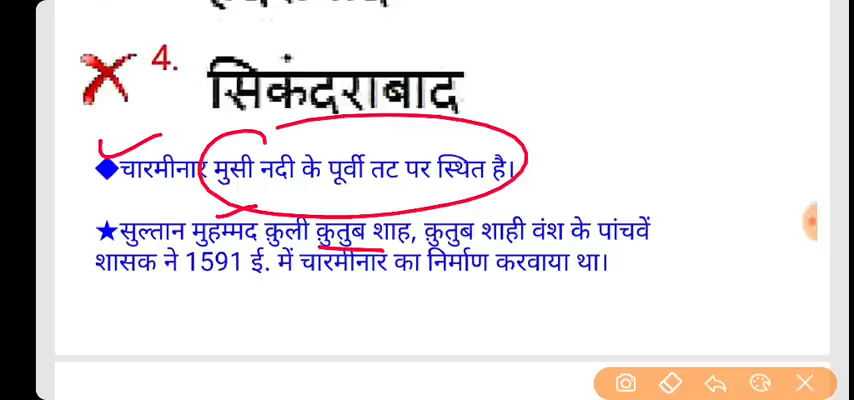 4.
सिकंदराबाद
◆चारमीनार मुसी नदी के पूर्वी तट पर स्थित है।
★सुल्तान मुहम्मद क़ुली क़ुतुब शाह, क़ुतुब शाही वंश के पांचवें
शासक ने 1591 ई. में चारमीनार का निर्माण करवाया था।